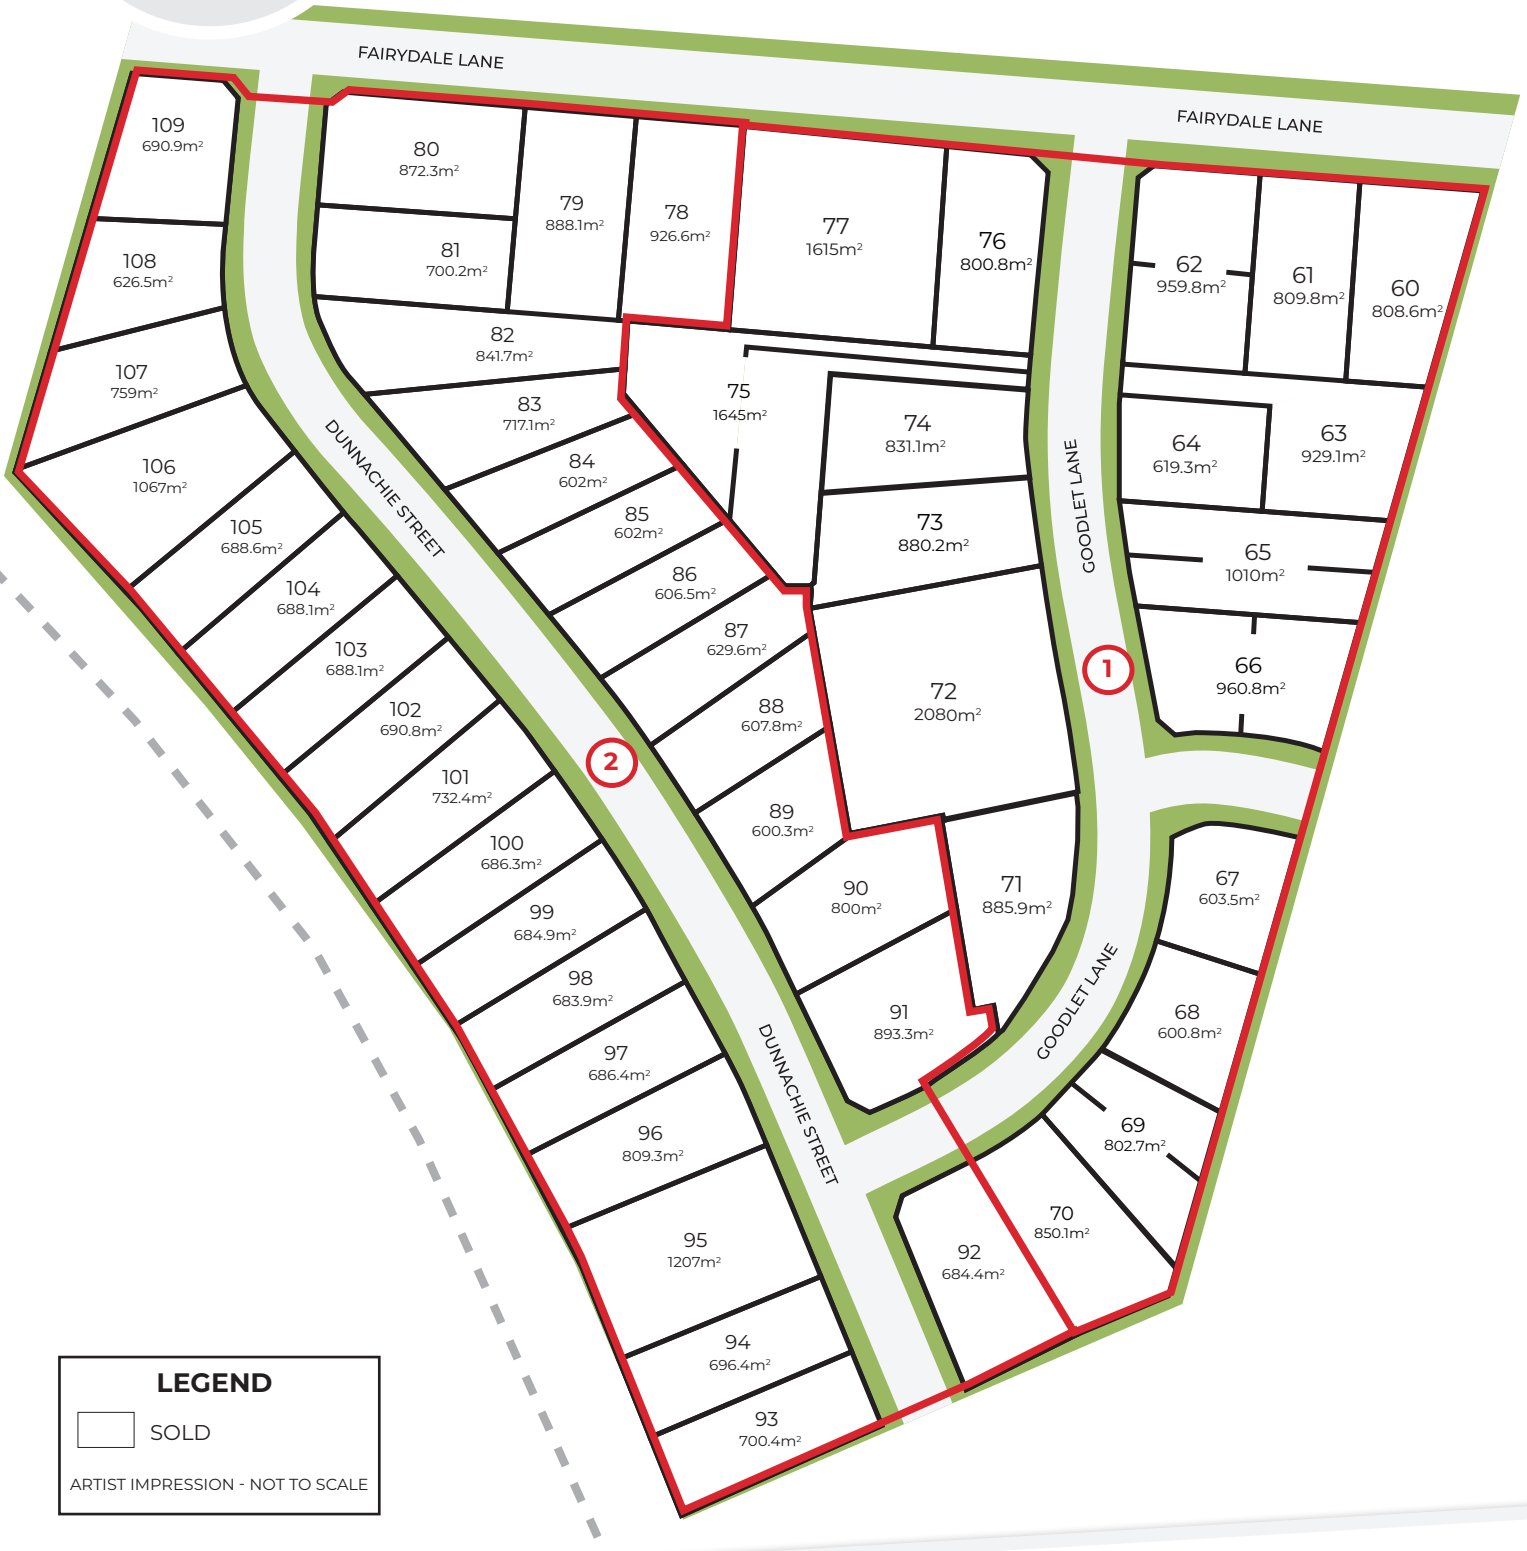 FAIRYDALE LANE
FAIRYDALE LANE
109
690.9m²
80
872.3m²
79
888.1m²
78
926.6m²
77
1615m²
76
800.8m²
62
959.8m²
61
809.8m²
60
808.6m²
108
626.5m²
81
700.2m²
107
759m²
82
841.7m²
83
717.1m²
75
1645m²
74
831.1m²
64
619.3m²
63
929.1m²
106
1067m²
84
602m²
73
880.2m²
65
1010m²
105
688.6m²
85
602m²
DUNNACHIE STREET
GOODLET LANE
104
688.1m²
86
606.5m²
103
688.1m²
87
629.6m²
72
2080m²
1
66
960.8m²
102
690.8m²
88
607.8m²
2
101
732.4m²
89
600.3m²
100
686.3m²
90
800m²
71
885.9m²
67
603.5m²
99
684.9m²
98
683.9m²
91
893.3m²
GOODLET LANE
68
600.8m²
97
686.4m²
DUNNACHIE STREET
69
802.7m²
96
809.3m²
95
1207m²
92
684.4m²
70
850.1m²
94
696.4m²
93
700.4m²
LEGEND
SOLD
ARTIST IMPRESSION - NOT TO SCALE